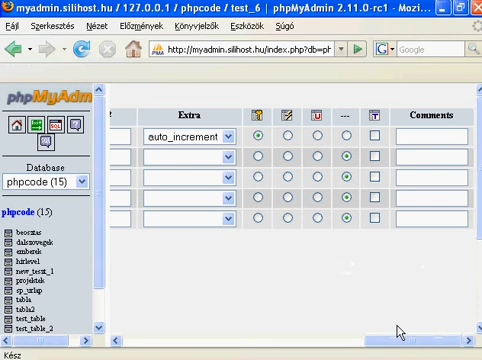 myadmin.silihost.hu / 127.0.0.1 / phpcode / test_6 | phpMyAdmin 2.11.0-rc1 - Mozi...
Fájl Szerkesztés Nézet Előzmények Könyvjelzők Eszközök Súgó
http://myadmin.silihost.hu/index.php?db=ph
Google
phpMyAdm
Extra --- Comments
SQL
auto_increment
Database
phpcode (15)
phpcode (15)
beosztas
dalszovegek
emberek
hirlevel
new_teszt_1
projektek
sp_urlap
tabla
tabla2
test_table
test_table_2
Kész